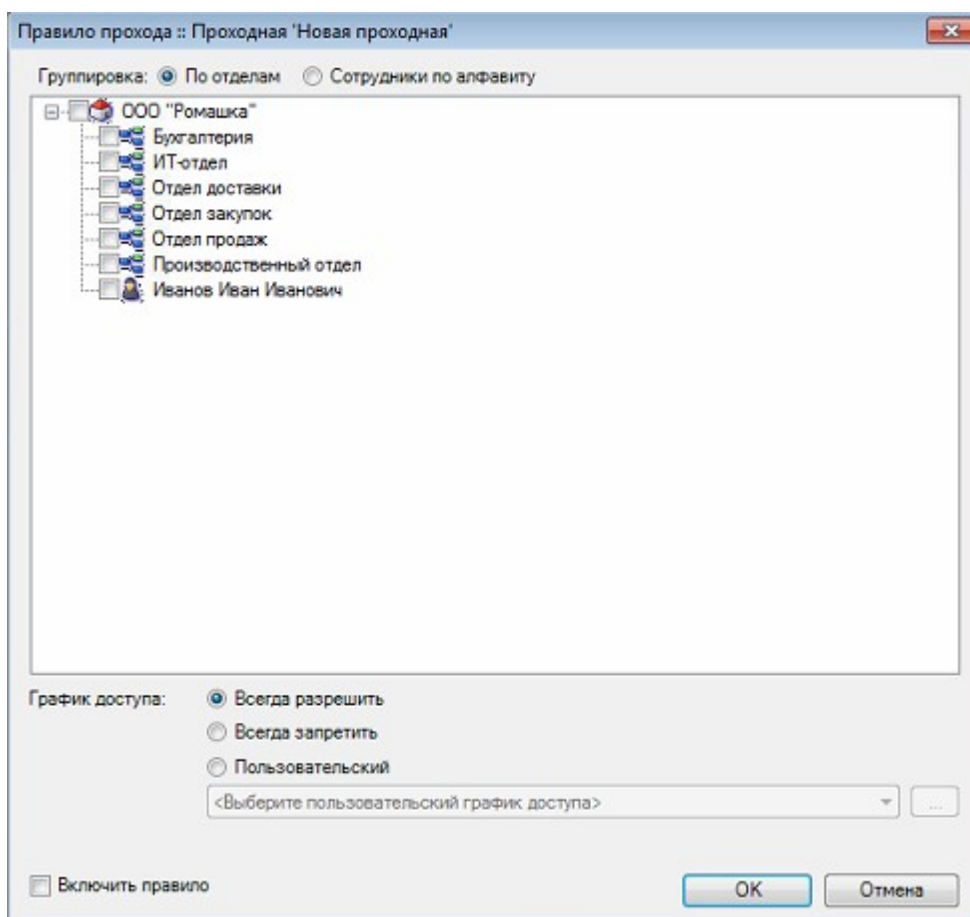 Правило прохода :: Проходная 'Новая проходная'
Группировка: По отделам Сотрудники по алфавиту
ООО "Ромашка"
Бухгалтерия
ИТ-отдел
Отдел доставки
Отдел закупок
Отдел продаж
Производственный отдел
Иванов Иван Иванович
График доступа: Всегда разрешить
Всегда запретить
Пользовательский
<Выберите пользовательский график доступа> ...
Включить правило OK Отмена